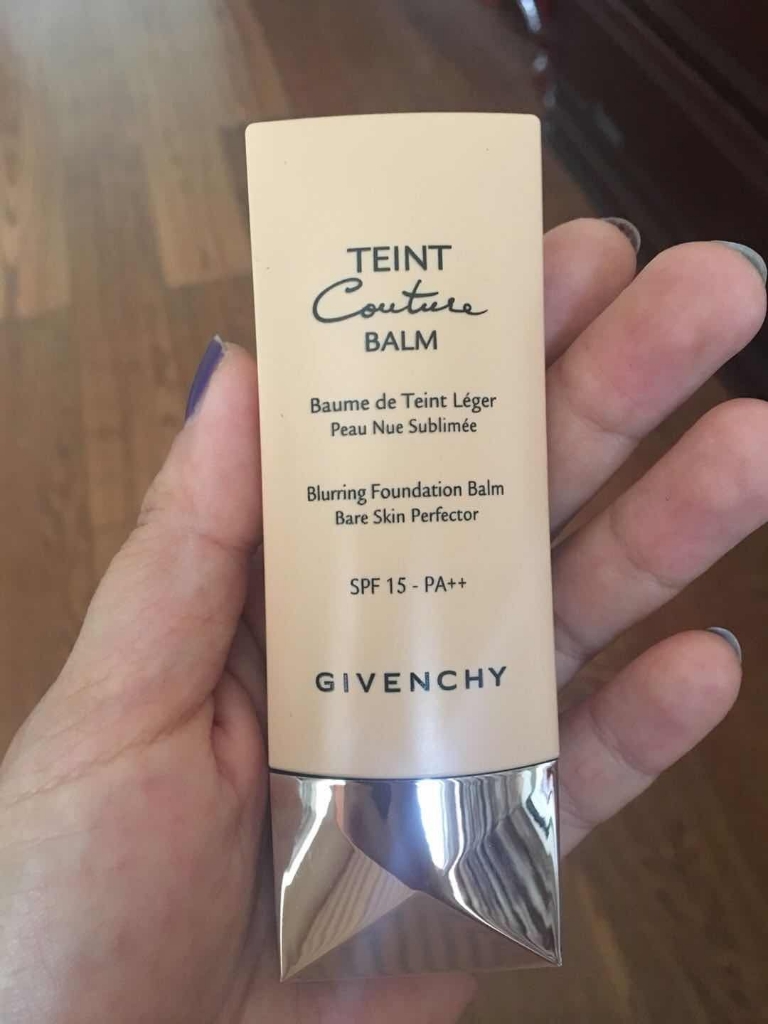 TEINT
Couture
BALM
Baume de Teint Léger
Peau Nue Sublimée
Blurring Foundation Balm
Bare Skin Perfector
SPF 15 - PA++
GIVENCHY